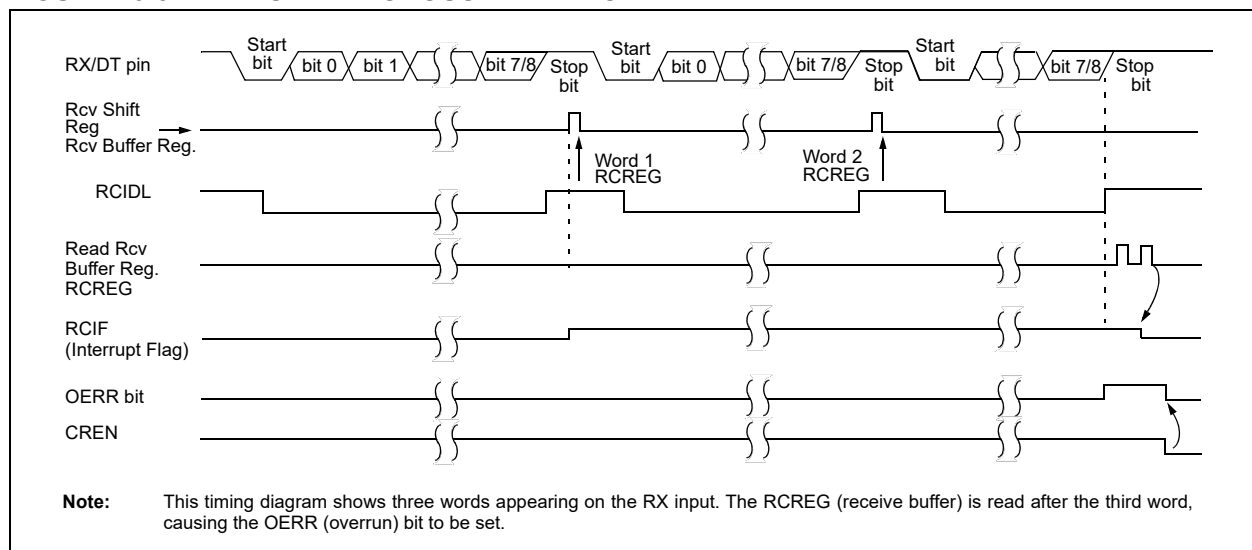 Start bit
bit 0
bit 1
bit 7/8
Stop bit
Start bit
bit 0
bit 7/8
Stop bit
Start bit
bit 7/8
Stop bit
RX/DT pin
Rcv Shift
Reg
Rcv Buffer Reg.
Word 1
RCREG
Word 2
RCREG
RCIDL
Read Rcv
Buffer Reg.
RCREG
RCIF
(Interrupt Flag)
OERR bit
CREN
Note: This timing diagram shows three words appearing on the RX input. The RCREG (receive buffer) is read after the third word,
causing the OERR (overrun) bit to be set.